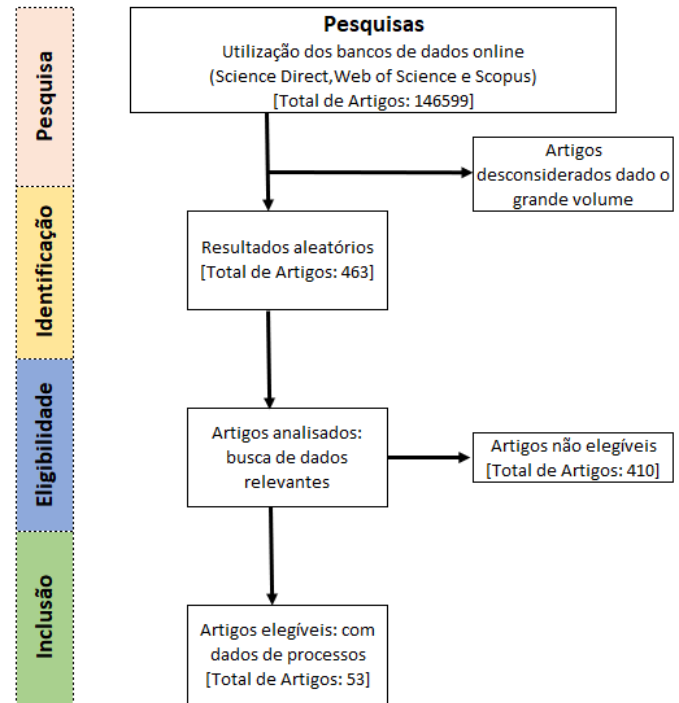 Pesquisa
Pesquisas
Utilização dos bancos de dados online
(Science Direct,Web of Science e Scopus)
[Total de Artigos: 146599]
Artigos
desconsiderados dado o
grande volume
Identificação
Resultados aleatórios
[Total de Artigos: 463]
Eligibilidade
Artigos analisados:
busca de dados
relevantes
Artigos não elegíveis
[Total de Artigos: 410]
Inclusão
Artigos elegíveis: com
dados de processos
[Total de Artigos: 53]